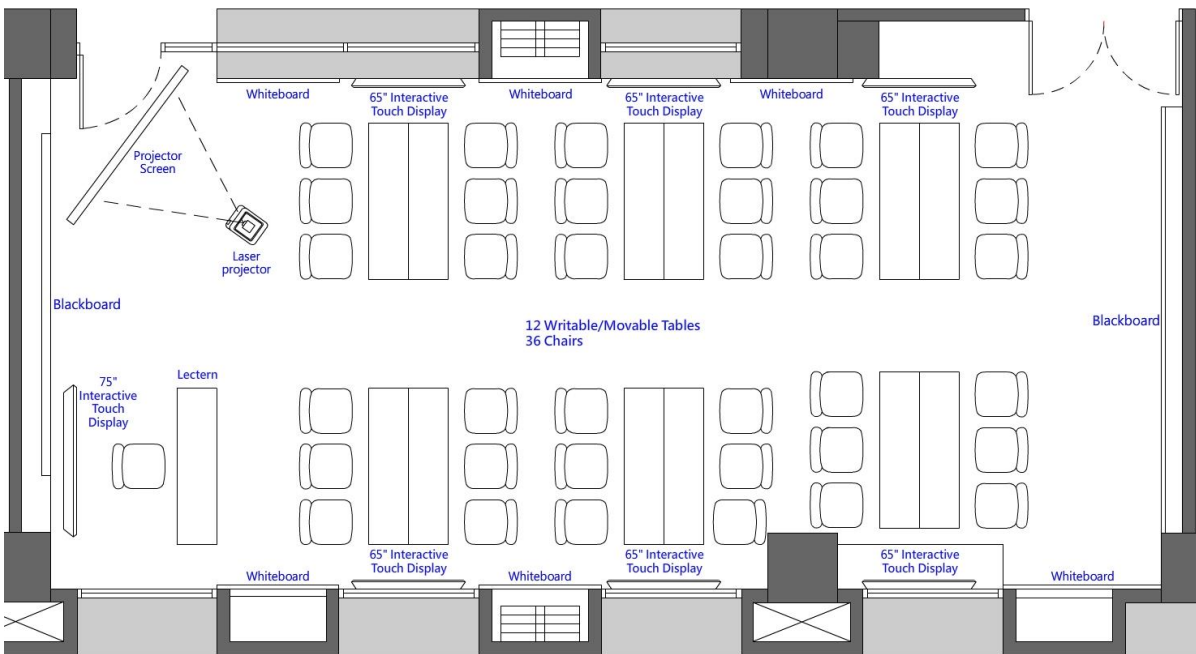 Whiteboard
65" Interactive
Touch Display
Whiteboard
65" Interactive
Touch Display
Whiteboard
65" Interactive
Touch Display
Projector
Screen
Laser
projector
Blackboard
12 Writable/Movable Tables
36 Chairs
Blackboard
75"
Interactive
Touch
Display
Lectern
65" Interactive
Touch Display
65" Interactive
Touch Display
65" Interactive
Touch Display
Whiteboard
Whiteboard
Whiteboard